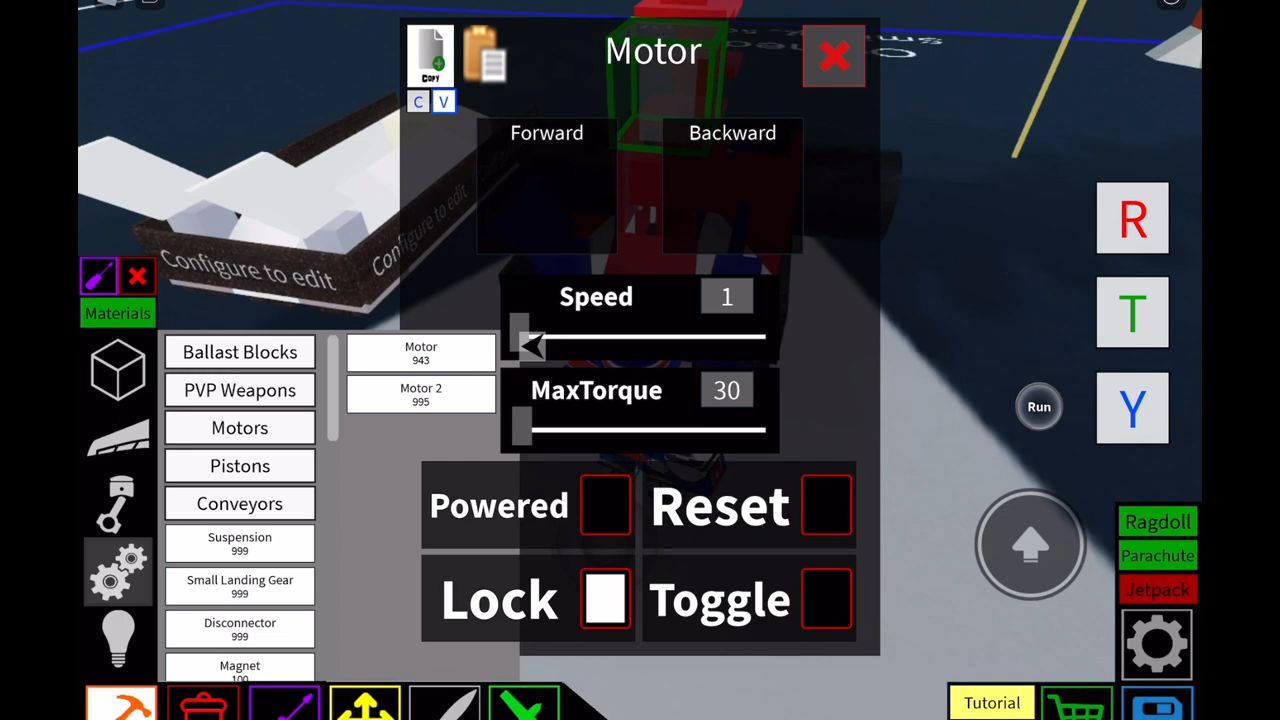 Motor
COPY
C
V
Forward
Backward
Configure to edit
Configure to edit
R
Speed
1
Materials
T
Ballast Blocks
Motor
943
PVP Weapons
Motor 2
995
MaxTorque
30
Run
Y
Motors
Pistons
Conveyors
Powered
Reset
Suspension
999
Ragdoll
Small Landing Gear
999
Parachute
Lock
Toggle
Jetpack
Disconnector
999
Magnet
100
Tutorial